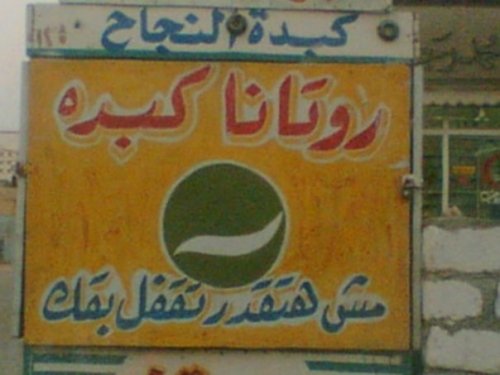 كبدة النجاح
روتانا كبده
مش هتقدر تقفل بقك